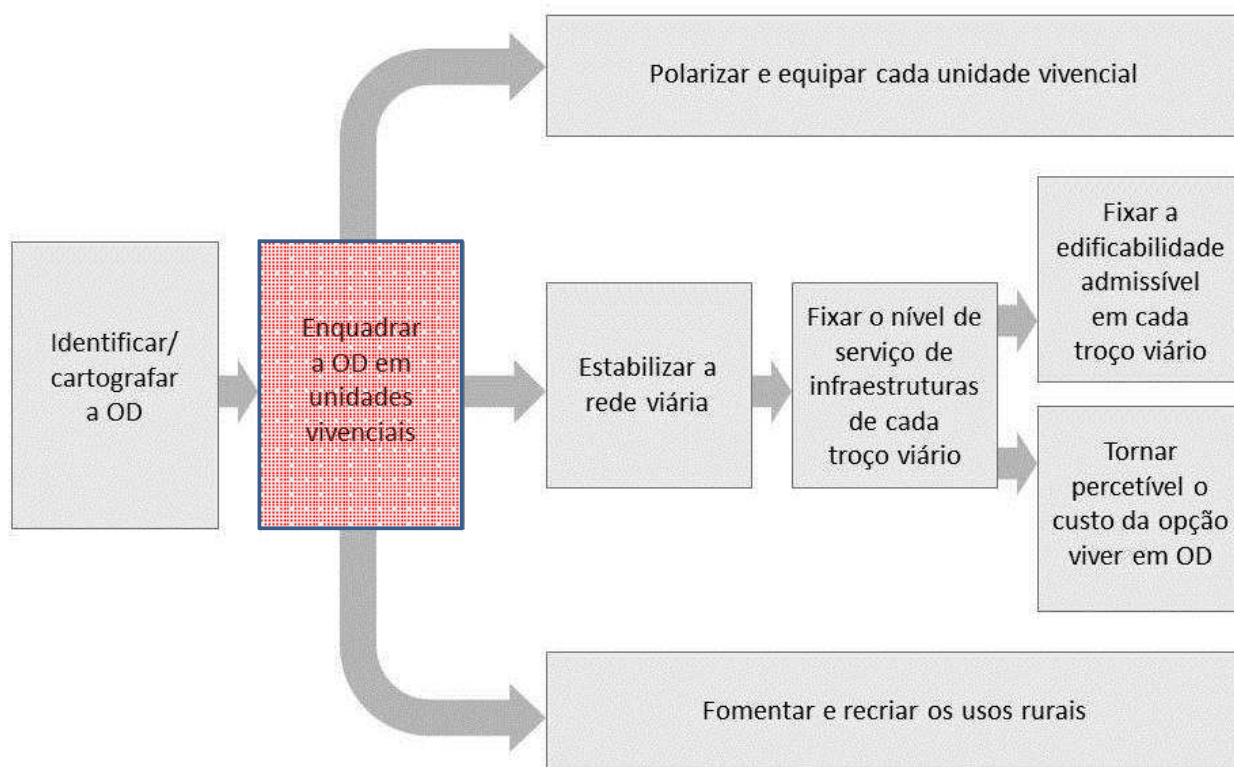 Polarizar e equipar cada unidade vivencial
Identificar/
cartografar
a OD
Enquadrar
a OD em
unidades
vivenciais
Estabilizar a
rede viária
Fixar o nível de
serviço de
infraestruturas
de cada
troço viário
Fixar a
edificabilidade
admissível
em cada
troço viário
Tornar
percetível o
custo da opção
viver em OD
Fomentar e recriar os usos rurais